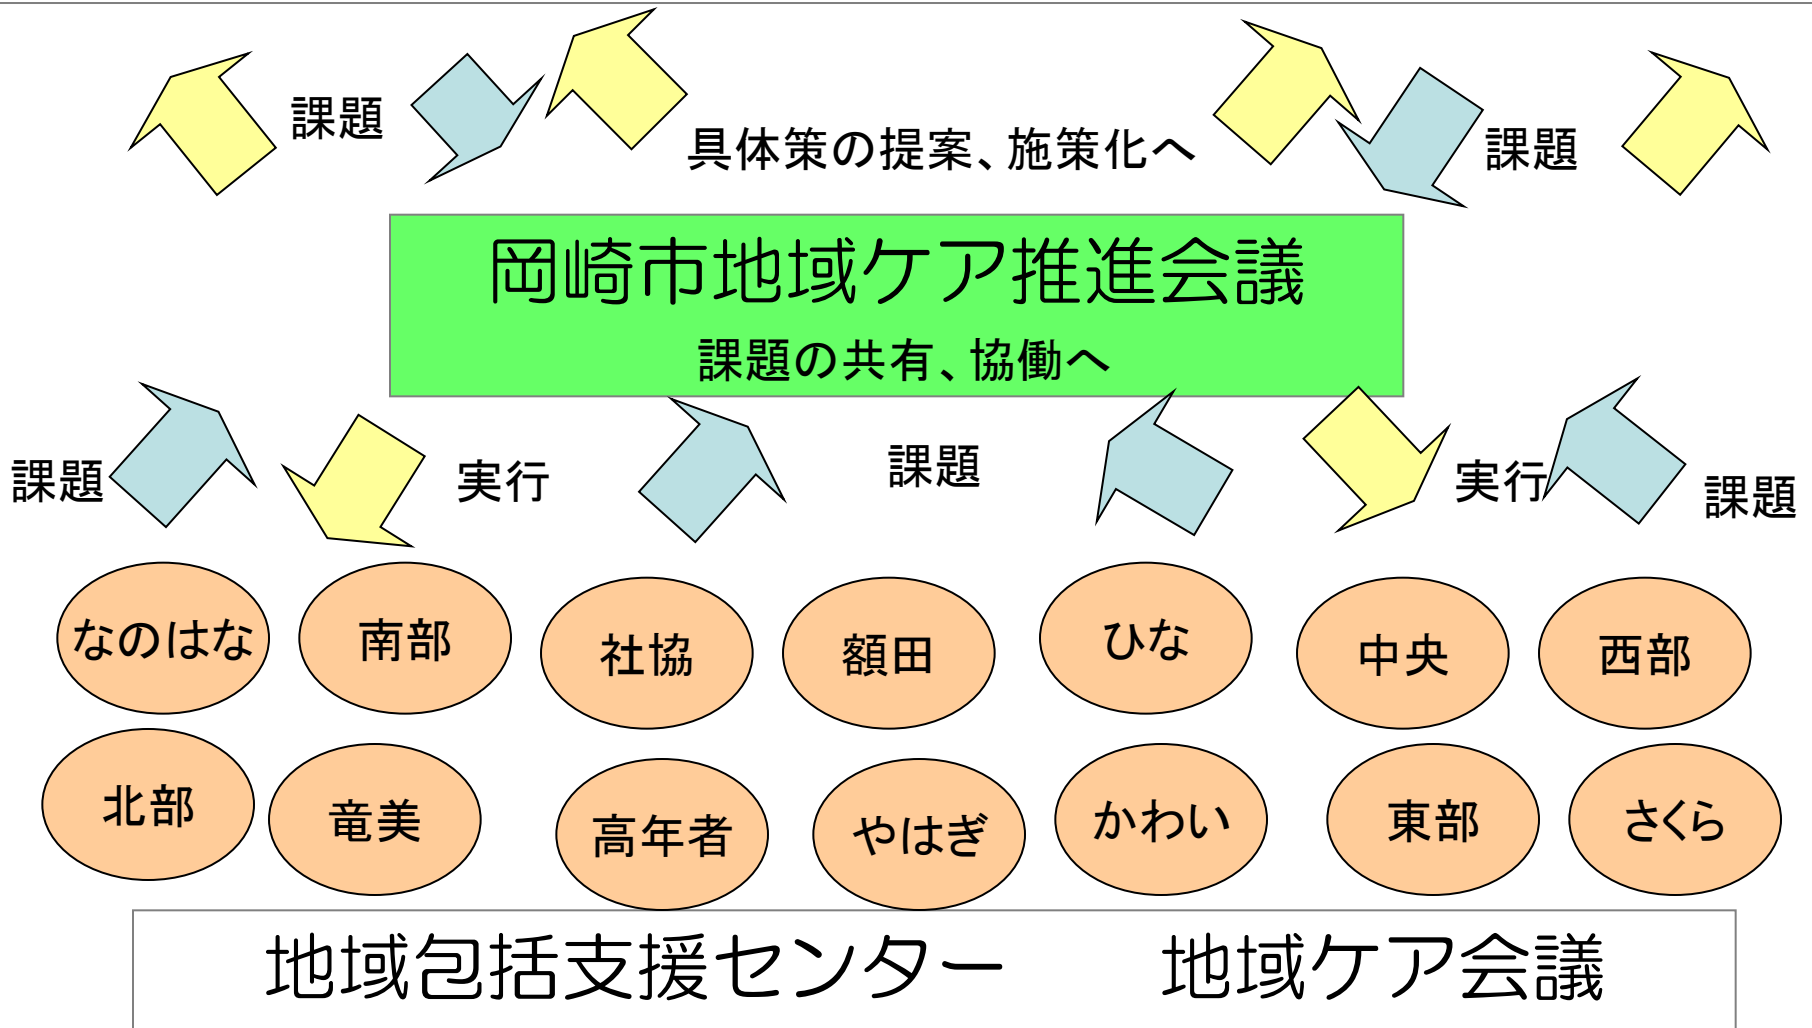 課題
具体策の提案、施策化へ
課題
岡崎市地域ケア推進会議
課題の共有、協働へ
課題
実行
課題
実行
課題
なのはな
南部
社協
額田
ひな
中央
西部
北部
竜美
高年者
やはぎ
かわい
東部
さくら
地域包括支援センター 地域ケア会議